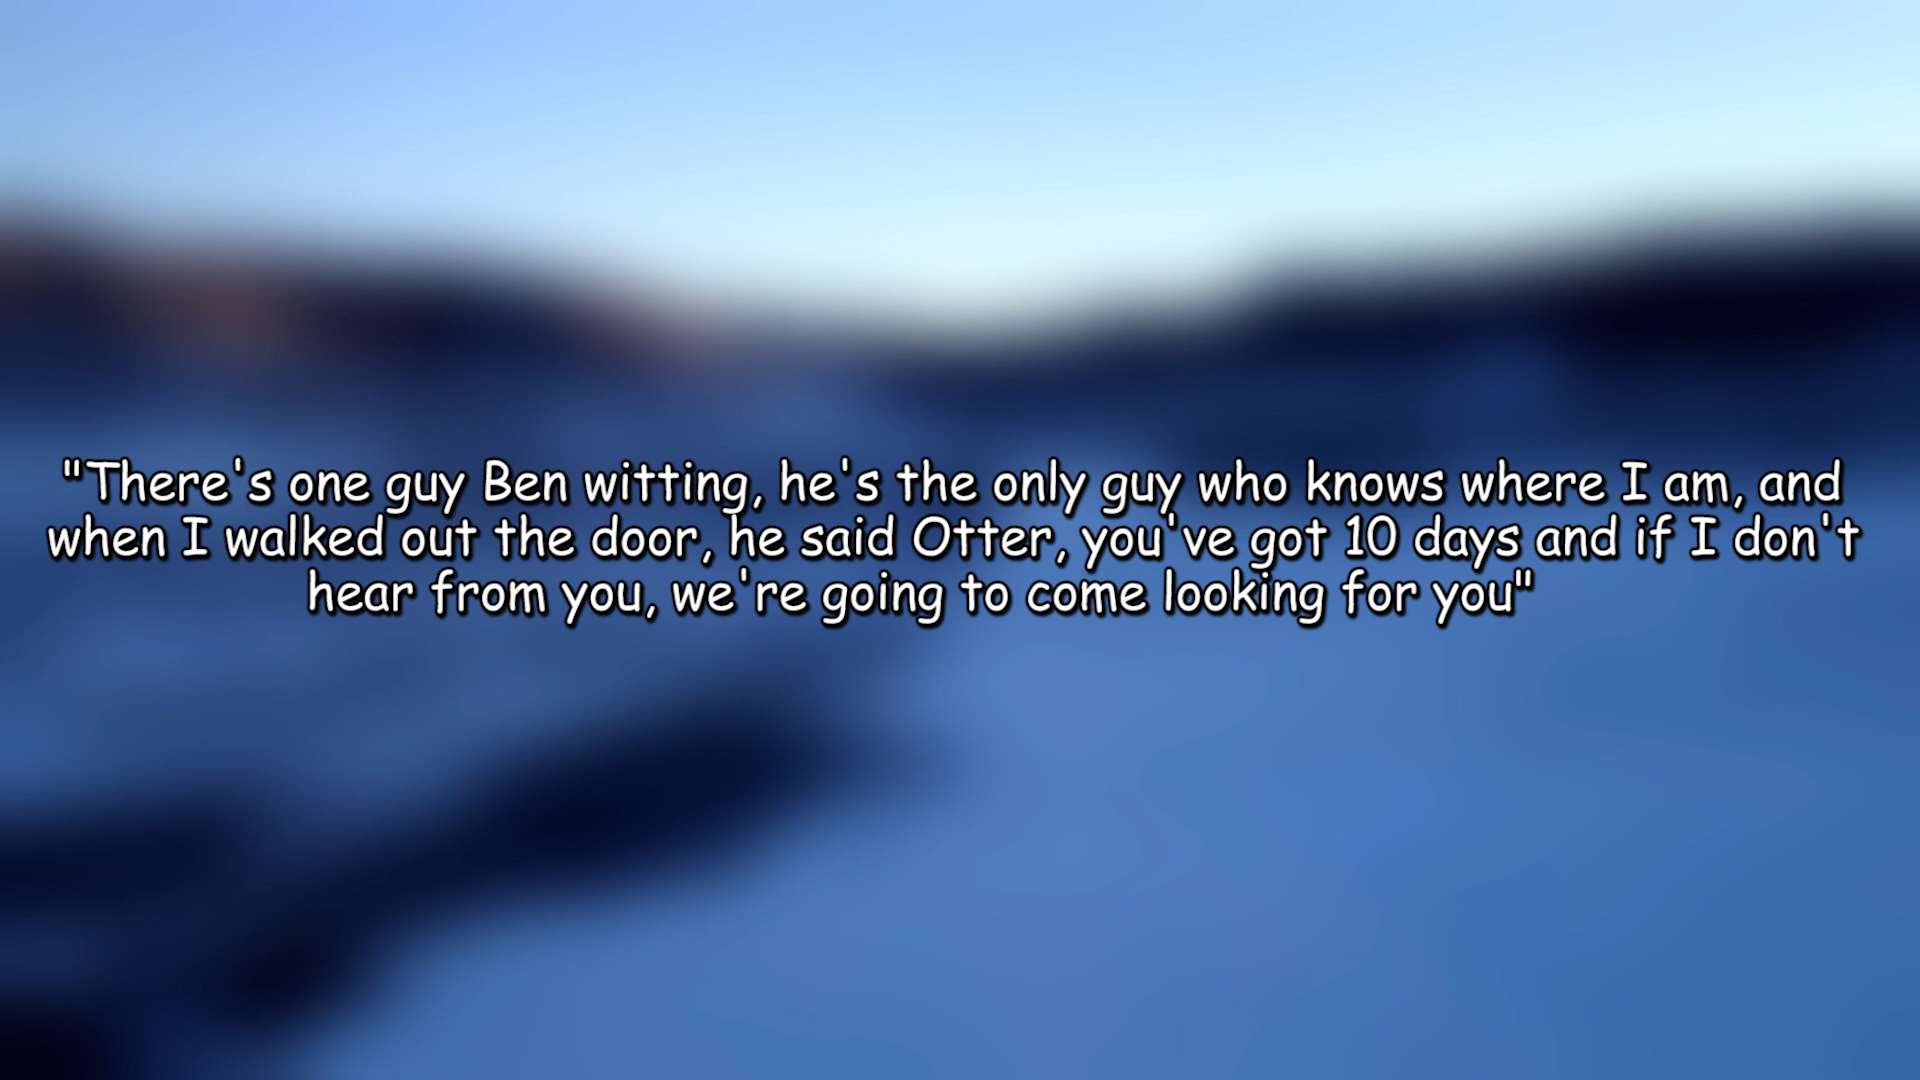 "There's one guy Ben witting, he's the only guy who knows where I am, and
when I walked out the door, he said Otter, you've got 10 days and if I don't
hear from you, we're going to come looking for you"